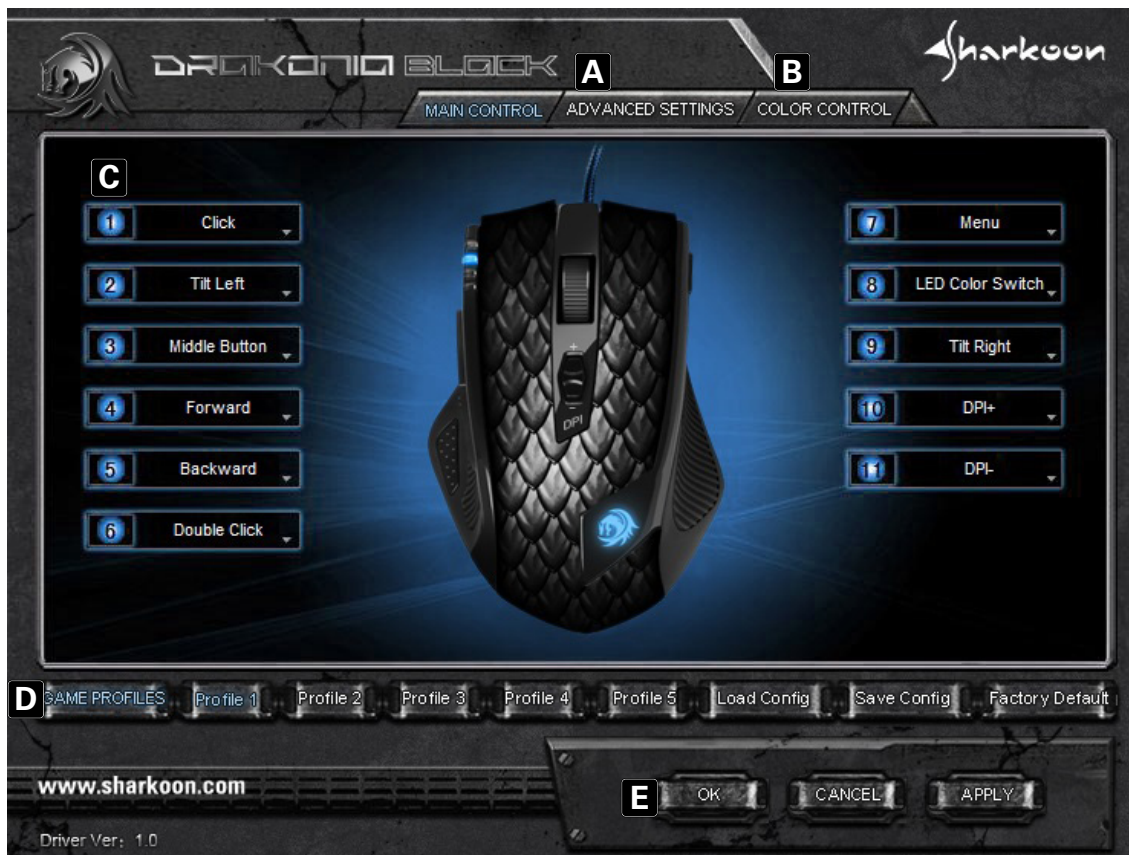 DRAKONIA BLACK
Sharkoon
A
B
MAIN CONTROL
ADVANCED SETTINGS
COLOR CONTROL
C
1 Click
2 Tilt Left
3 Middle Button
4 Forward
5 Backward
6 Double Click
7 Menu
8 LED Color Switch
9 Tilt Right
10 DPI+
11 DPI-
+
-
DPI
D
GAME PROFILES
Profile 1
Profile 2
Profile 3
Profile 4
Profile 5
Load Config
Save Config
Factory Default
www.sharkoon.com
E
OK
CANCEL
APPLY
Driver Ver: 1.0